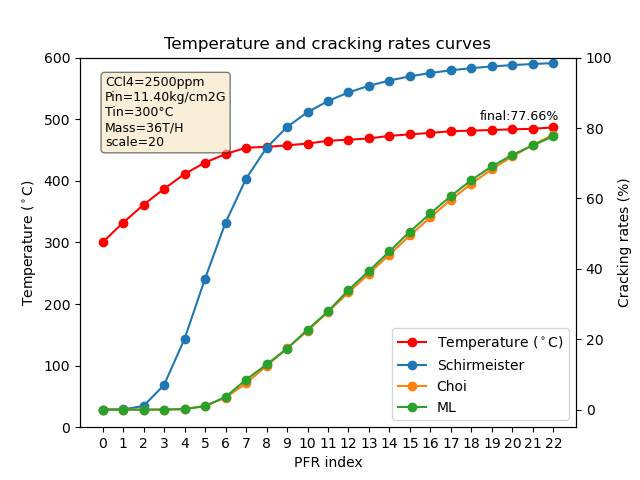 Temperature and cracking rates curves
CCl4=2500ppm
Pin=11.40kg/cm2G
Tin=300°C
Mass=36T/H
scale=20
final:77.66%
Temperature (°C)
600
500
400
300
200
100
0
100
80
60
40
20
0
Cracking rates (%)
Temperature (°C)
Schirmeister
Choi
ML
0 1 2 3 4 5 6 7 8 9 10 11 12 13 14 15 16 17 18 19 20 21 22
PFR index